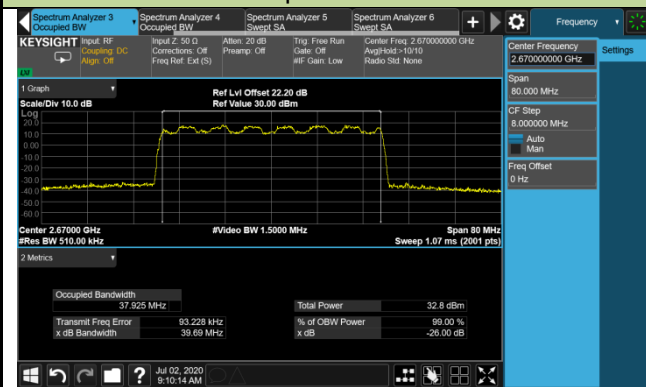 Spectrum Analyzer 3
Occupied BW
Spectrum Analyzer 4
Occupied BW
Spectrum Analyzer 5
Swept SA
Spectrum Analyzer 6
Swept SA
Frequency
KEYSIGHT
Input: RF
Coupling: DC
Align: Off
Input Z: 50 Ω
Corrections: Off
Freq Ref: Ext (S)
Atten: 20 dB
Preamp: Off
Trig: Free Run
Gate: Off
#IF Gain: Low
Center Freq: 2.670000000 GHz
Avg|Hold:>10/10
Radio Std: None
LM
Center Frequency
2.670000000 GHz
Settings
Span
80.000 MHz
CF Step
8.000000 MHz
Auto
Man
Freq Offset
0 Hz
1 Graph
Scale/Div 10.0 dB
Ref Lvl Offset 22.20 dB
Ref Value 30.00 dBm
Log
20.0
10.0
0.00
-10.0
-20.0
-30.0
-40.0
-50.0
-60.0
Center 2.67000 GHz
#Res BW 510.00 kHz
#Video BW 1.5000 MHz
Span 80 MHz
Sweep 1.07 ms (2001 pts)
2 Metrics
Occupied Bandwidth
37.925 MHz
Total Power 32.8 dBm
Transmit Freq Error 93.228 kHz
% of OBW Power 99.00 %
x dB Bandwidth 39.69 MHz
x dB -26.00 dB
?
Jul 02, 2020
9:10:14 AM